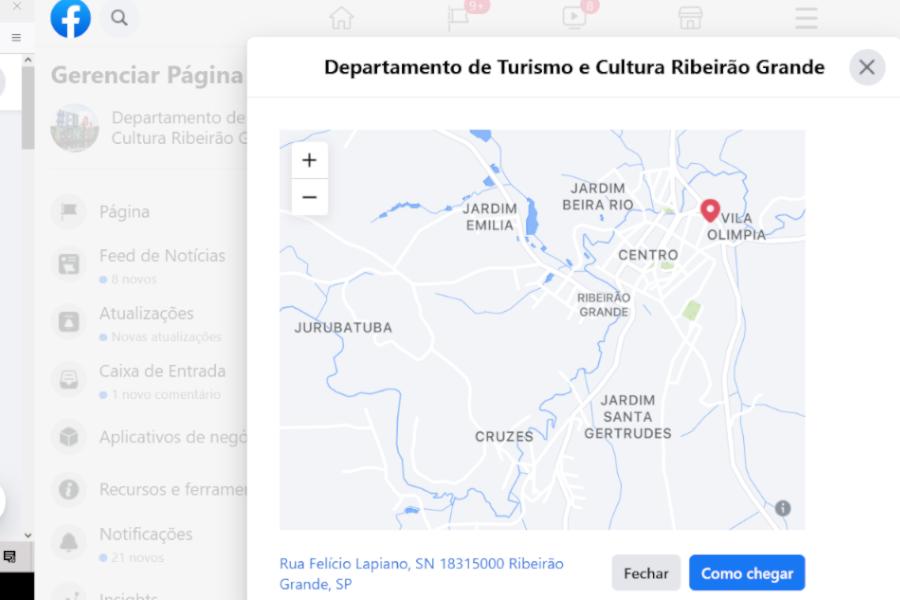 9+
8
Gerenciar Página
Departamento de
Cultura Ribeirão G
Página
Feed de Notícias
8 novos
Atualizações
Novas atualizações
Caixa de Entrada
1 novo comentário
Aplicativos de negó
Recursos e ferramen
Notificações
21 novos
Insights
Departamento de Turismo e Cultura Ribeirão Grande
+
−
JARDIM
EMILIA
JARDIM
BEIRA RIO
VILA
OLIMPIA
CENTRO
RIBEIRÃO
GRANDE
JURUBATUBA
JARDIM
SANTA
GERTRUDES
CRUZES
Rua Felício Lapiano, SN 18315000 Ribeirão
Grande, SP
Fechar
Como chegar